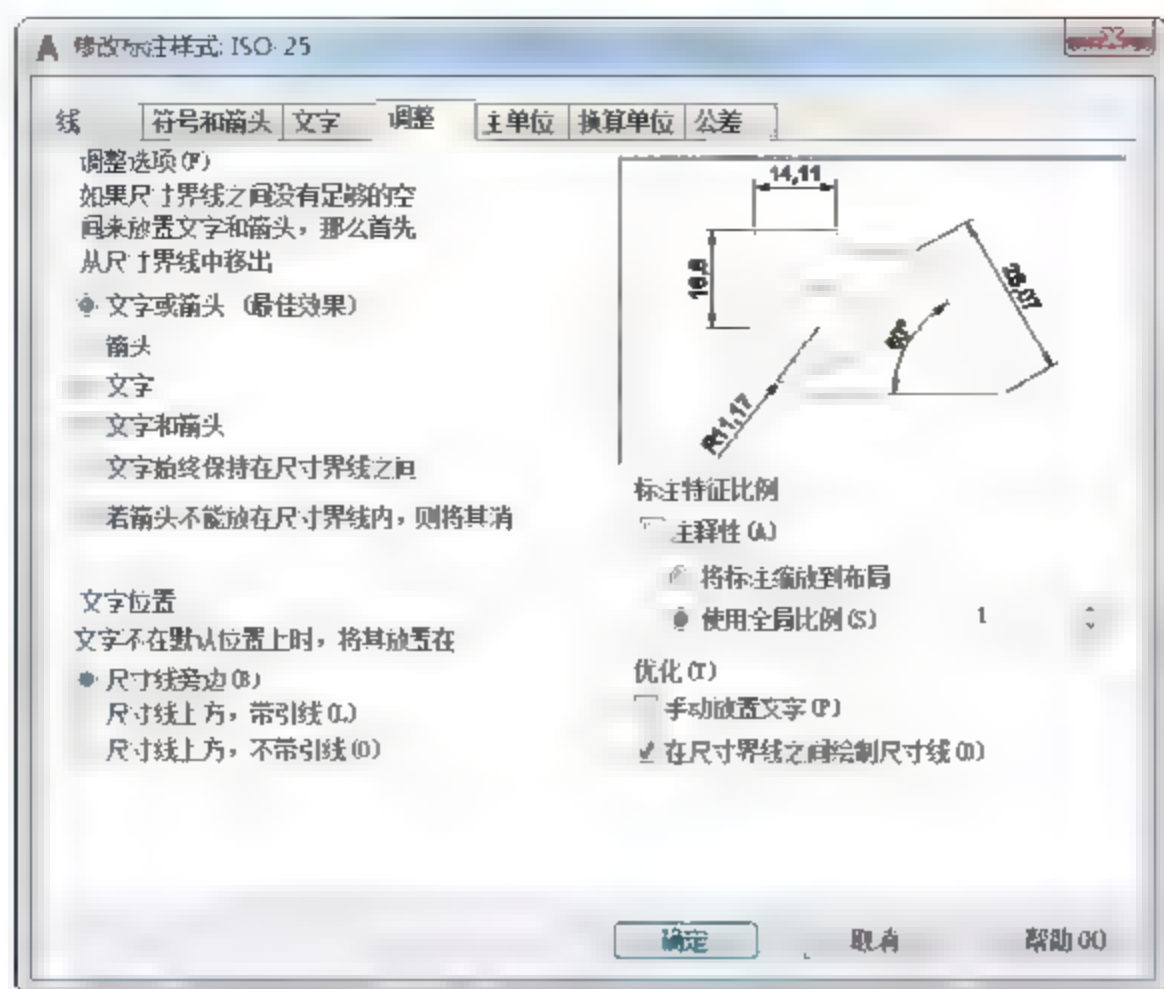 修改标注样式: ISO-25
线 符号和箭头 文字 调整 主单位 换算单位 公差
调整选项(F)
如果尺寸界线之间没有足够的空
间来放置文字和箭头，那么首先
从尺寸界线中移出
文字或箭头（最佳效果）
箭头
文字
文字和箭头
文字始终保持在尺寸界线之间
若箭头不能放在尺寸界线内，则将其消
文字位置
文字不在默认位置上时，将其放置在
尺寸线旁边(B)
尺寸线上方，带引线(L)
尺寸线上方，不带引线(O)
14,11
16,6
28,07
60°
R11,17
标注特征比例
主释性(A)
将标注缩放到布局
使用全局比例(S) 1
优化(T)
手动放置文字(P)
在尺寸界线之间绘制尺寸线(D)
确定 取消 帮助(H)